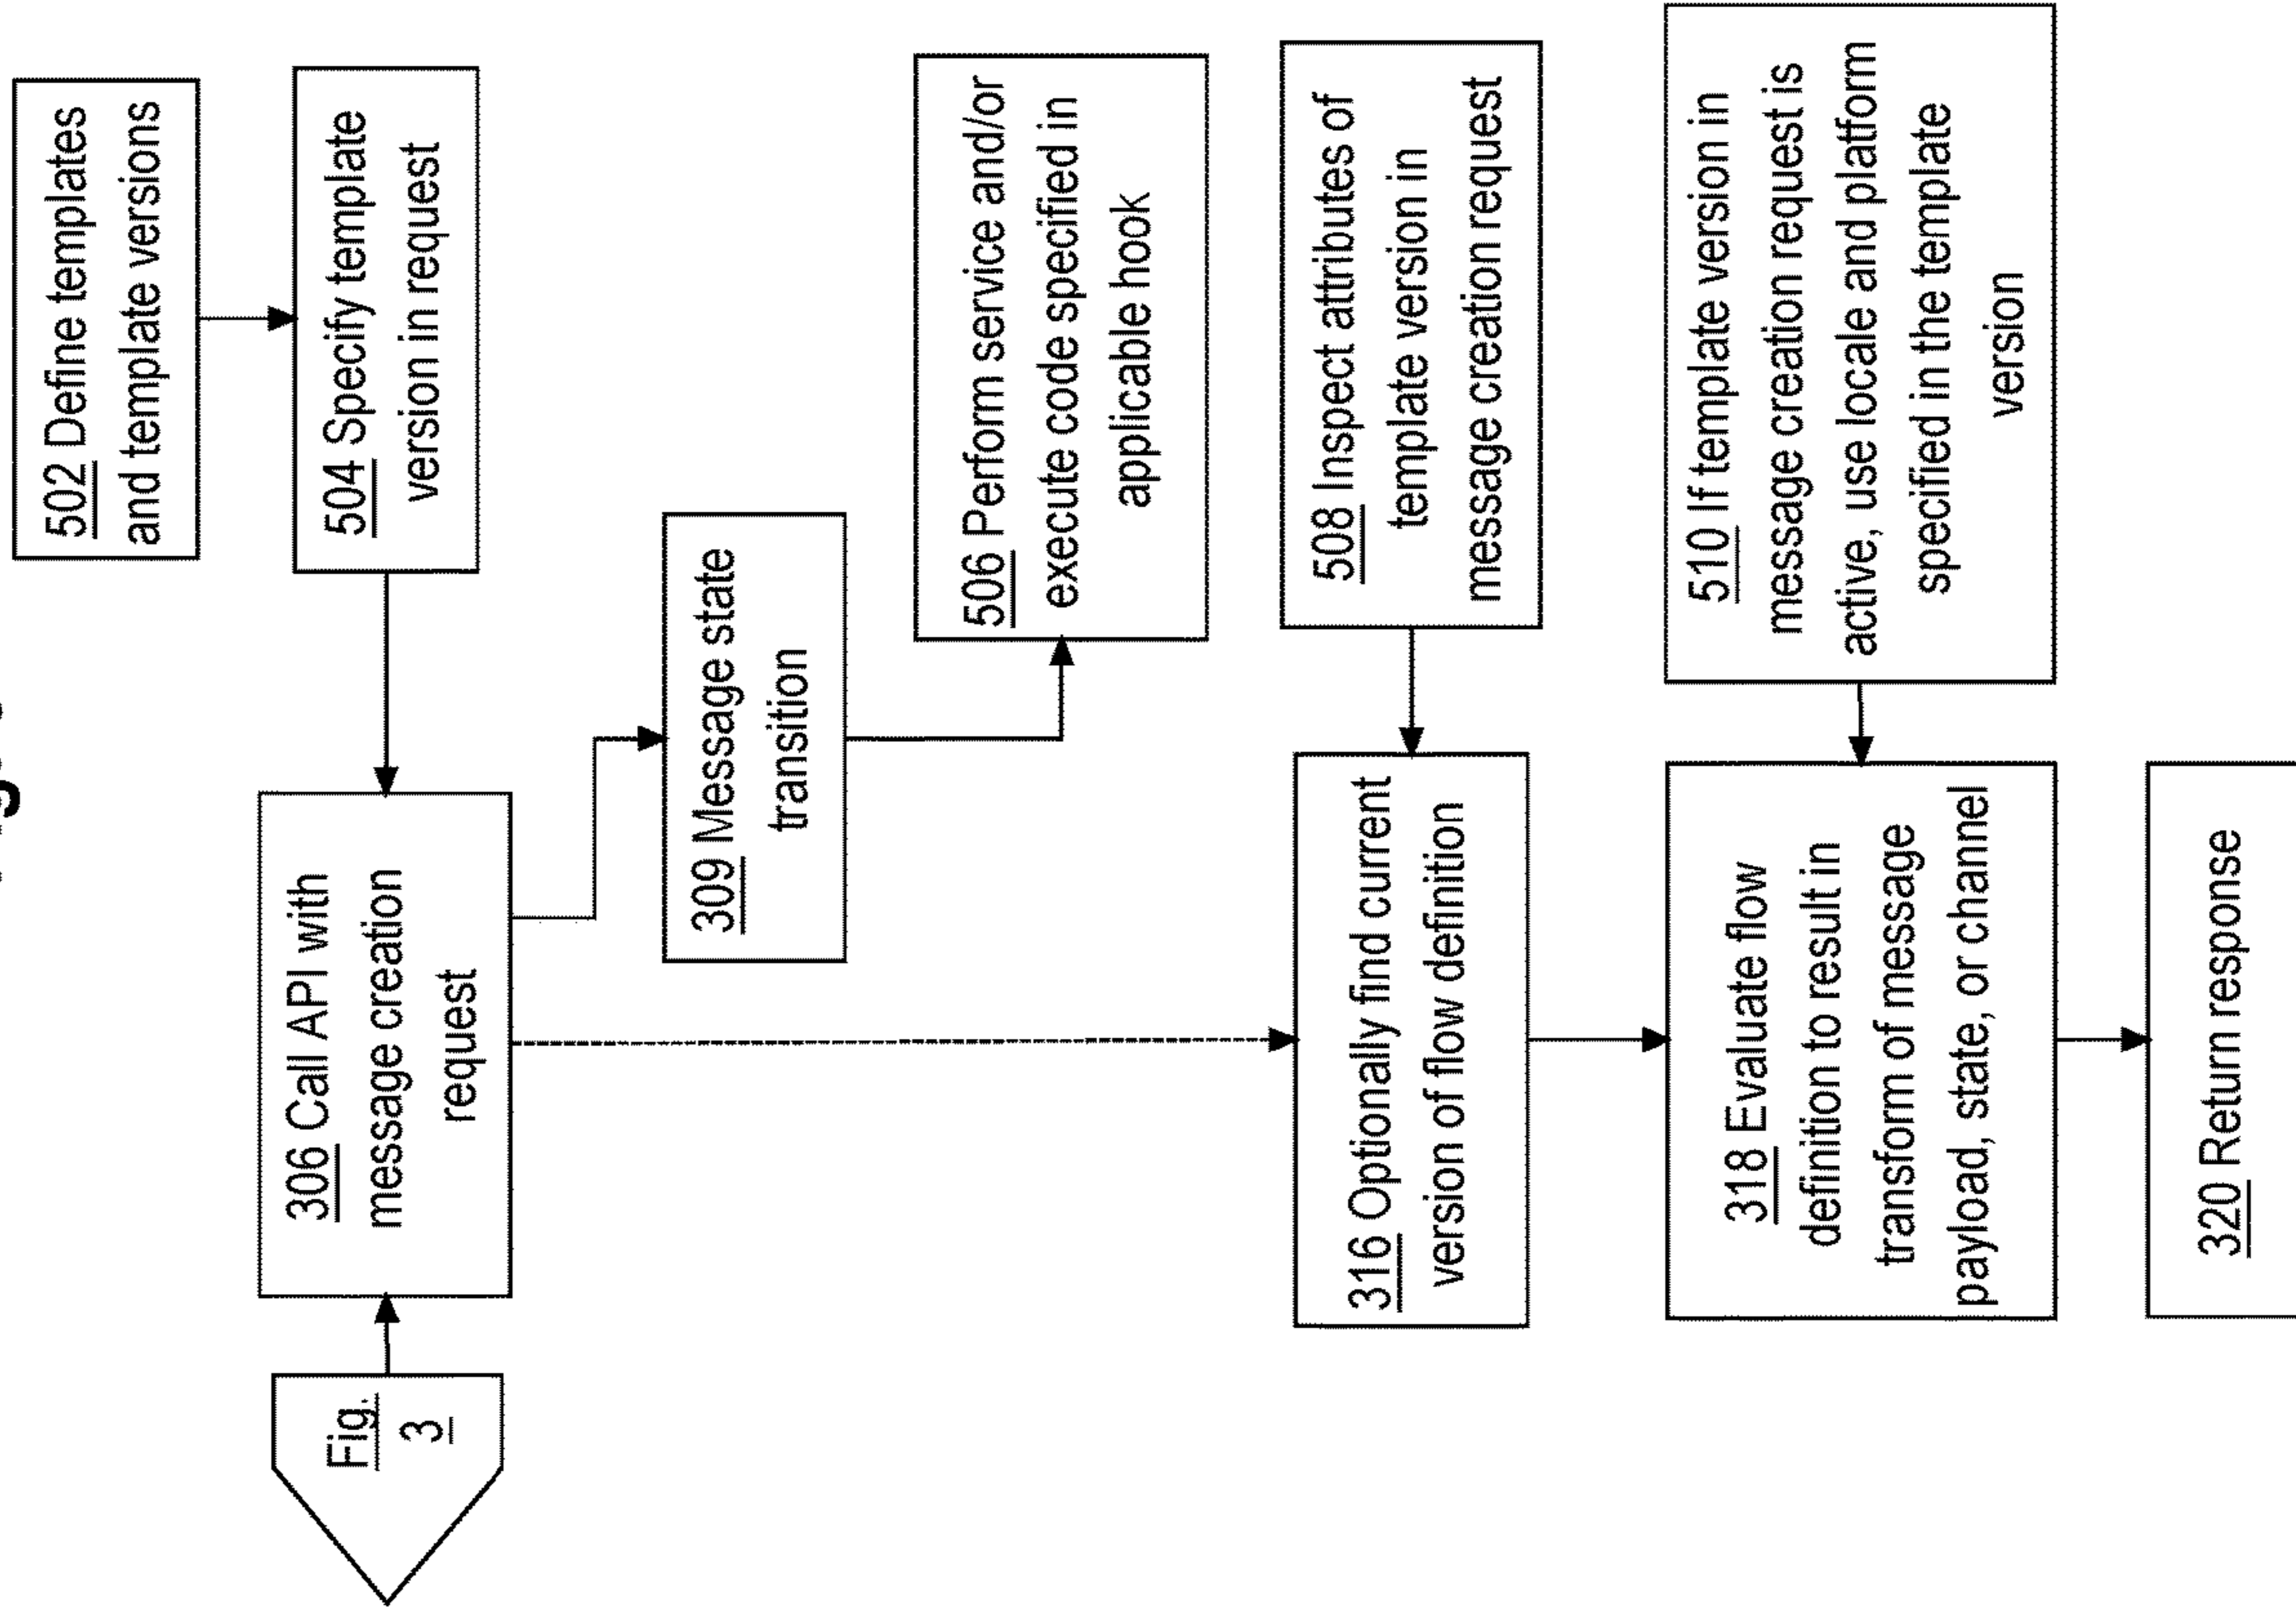 502 Define templates
and template versions
504 Specify template
version in request
Fig.
3
306 Call API with
message creation
request
309 Message state
transition
506 Perform service and/or
execute code specified in
applicable hook
508 Inspect attributes of
template version in
message creation request
316 Optionally find current
version of flow definition
510 If template version in
message creation request is
active, use locale and platform
specified in the template
version
318 Evaluate flow
definition to result in
transform of message
payload, state, or channel
320 Return response